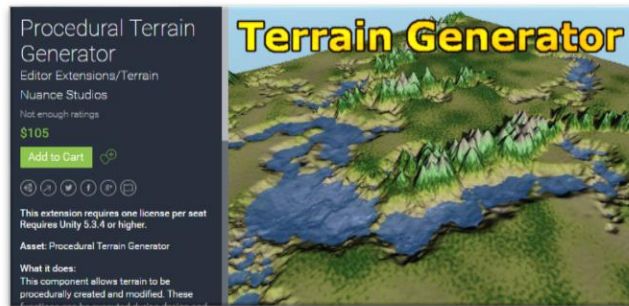 Procedural Terrain
Generator
Editor Extensions/Terrain
Nuance Studios
Not enough ratings
$105
Add to Cart
This extension requires one license per seat
Requires Unity 5.3.4 or higher.
Asset: Procedural Terrain Generator
What it does:
This component allows terrain to be
procedurally created and modified. These
Terrain Generator